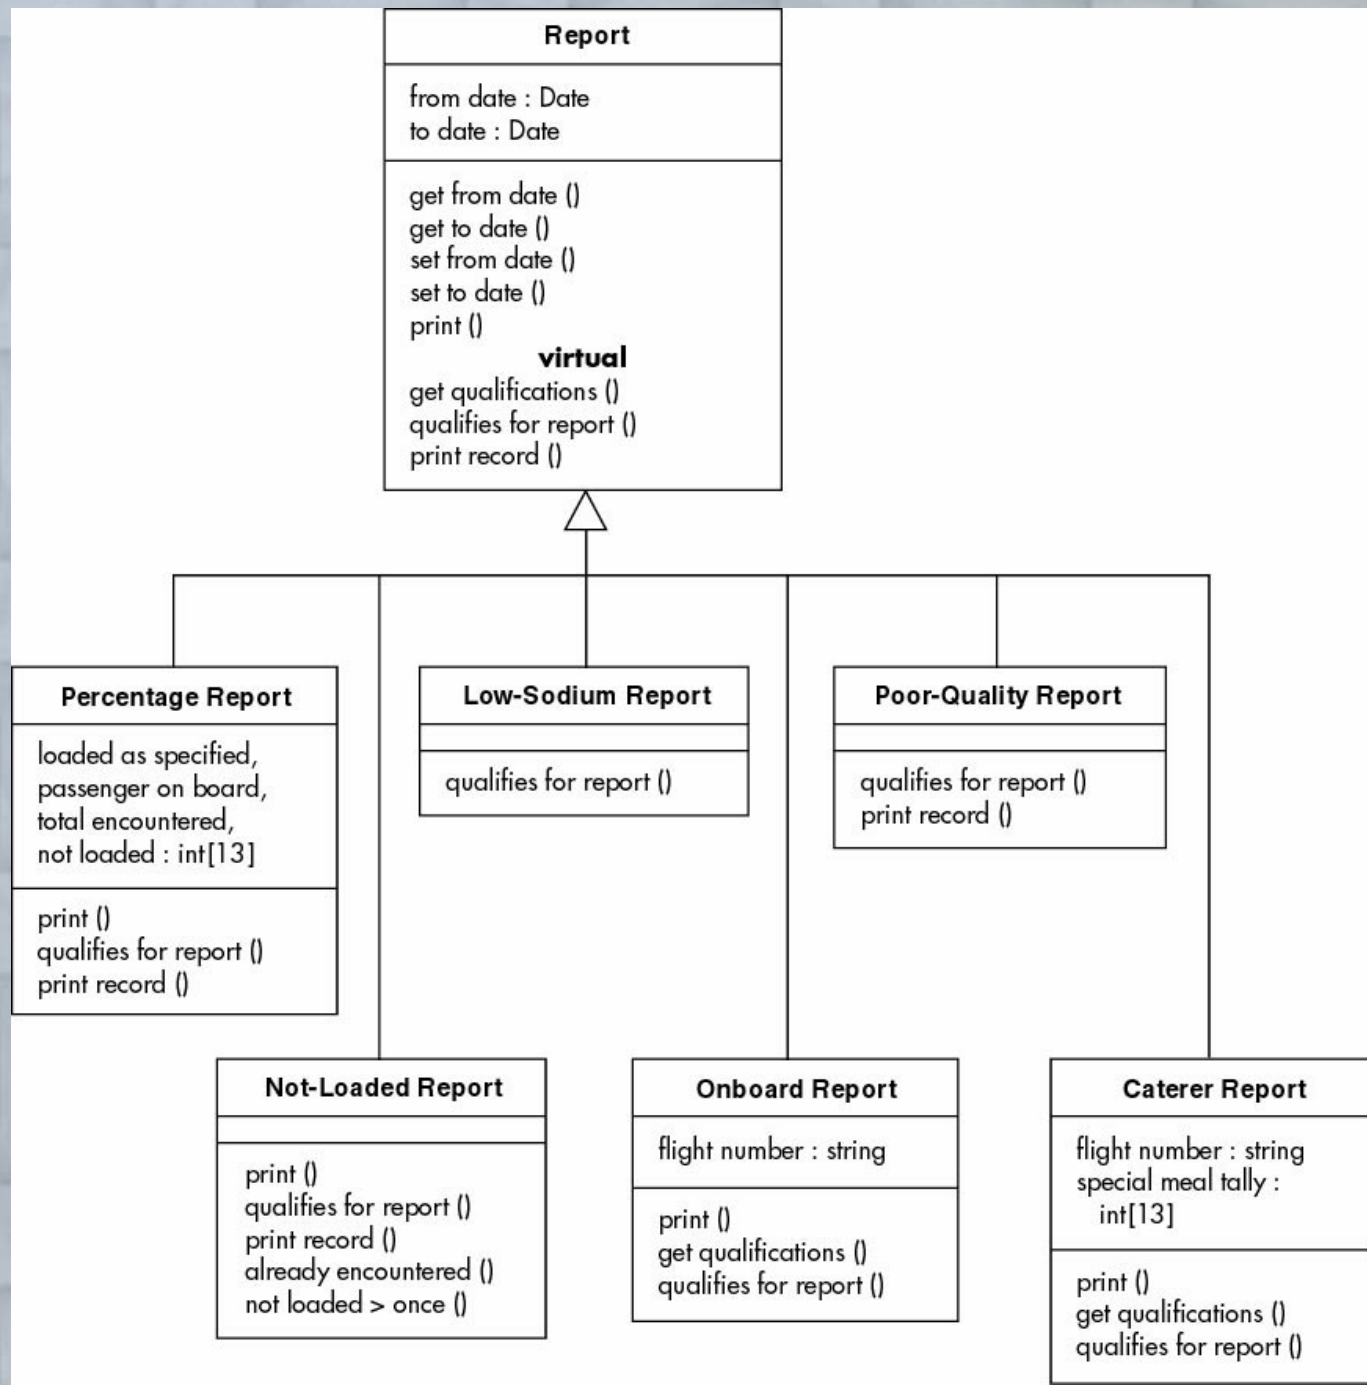 Report
from date : Date
to date : Date
get from date ()
get to date ()
set from date ()
set to date ()
print ()
virtual
get qualifications ()
qualifies for report ()
print record ()
Percentage Report
loaded as specified,
passenger on board,
total encountered,
not loaded : int[13]
print ()
qualifies for report ()
print record ()
Low-Sodium Report
qualifies for report ()
Poor-Quality Report
qualifies for report ()
print record ()
Not-Loaded Report
print ()
qualifies for report ()
print record ()
already encountered ()
not loaded > once ()
Onboard Report
flight number : string
print ()
get qualifications ()
qualifies for report ()
Caterer Report
flight number : string
special meal tally :
int[13]
print ()
get qualifications ()
qualifies for report ()